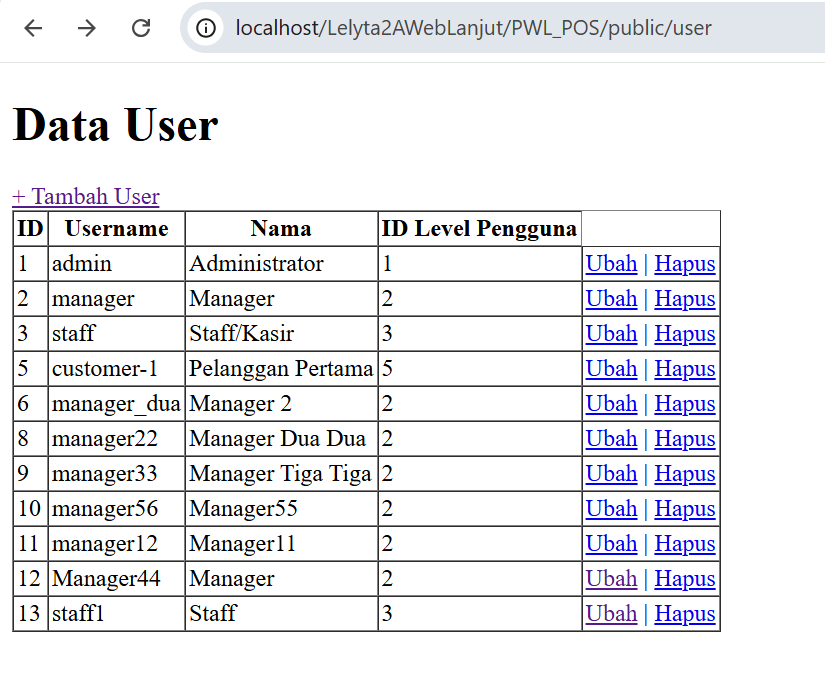 localhost/Lelyta2AWebLanjut/PWL_POS/public/user
Data User
+ Tambah User
ID Username Nama ID Level Pengguna
1 admin Administrator 1 Ubah | Hapus
2 manager Manager 2 Ubah | Hapus
3 staff Staff/Kasir 3 Ubah | Hapus
5 customer-1 Pelanggan Pertama 5 Ubah | Hapus
6 manager_dua Manager 2 2 Ubah | Hapus
8 manager22 Manager Dua Dua 2 Ubah | Hapus
9 manager33 Manager Tiga Tiga 2 Ubah | Hapus
10 manager56 Manager55 2 Ubah | Hapus
11 manager12 Manager11 2 Ubah | Hapus
12 Manager44 Manager 2 Ubah | Hapus
13 staff1 Staff 3 Ubah | Hapus